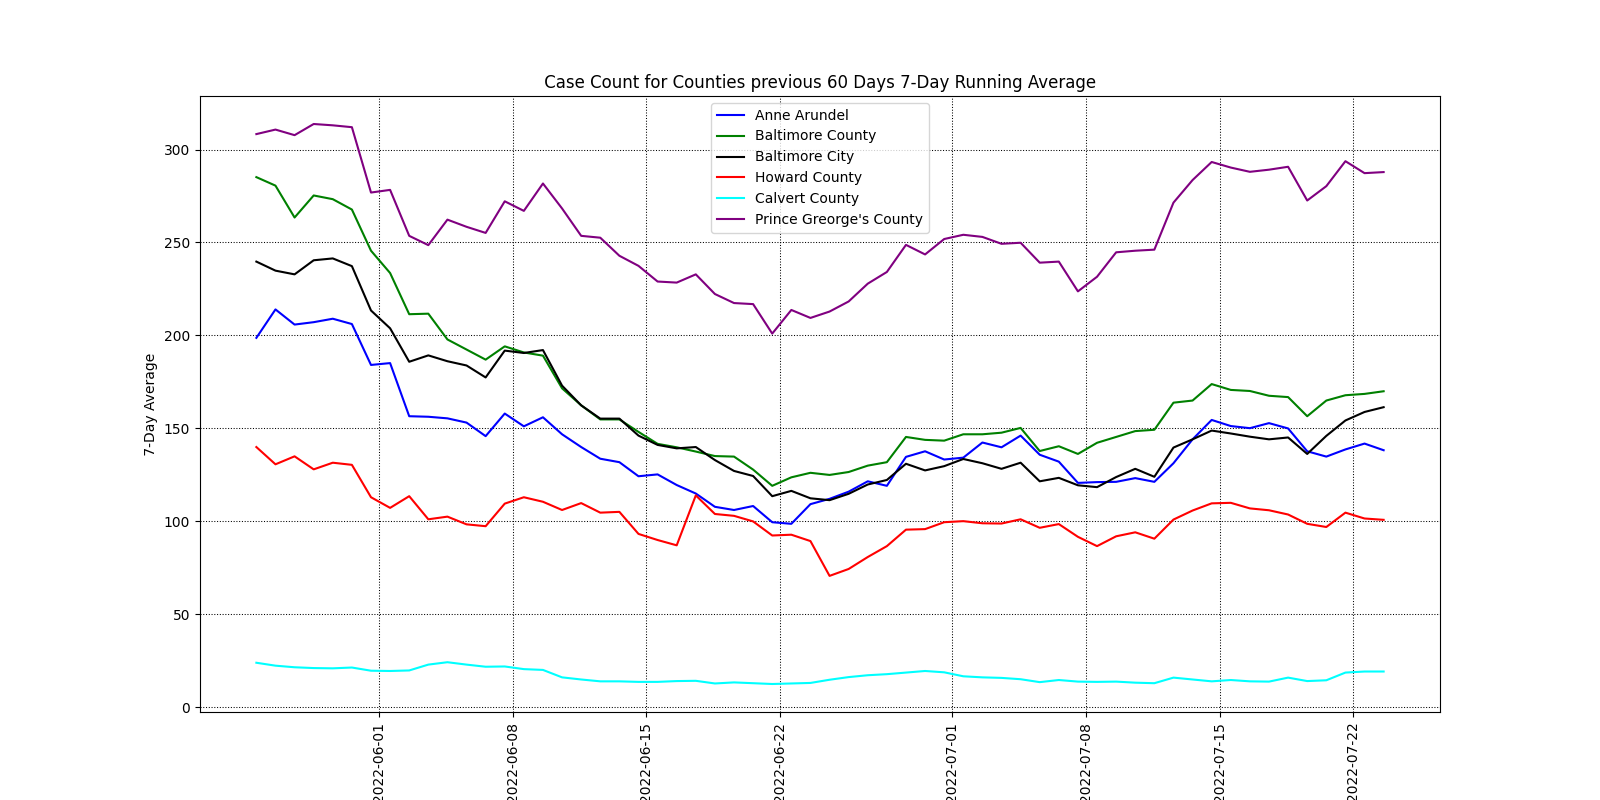 Case Count for Counties previous 60 Days 7-Day Running Average
Anne Arundel
Baltimore County
Baltimore City
Howard County
Calvert County
Prince Greorge's County
7-Day Average
300
250
200
150
100
50
0
2022-06-01
2022-06-08
2022-06-15
2022-06-22
2022-07-01
2022-07-08
2022-07-15
2022-07-22